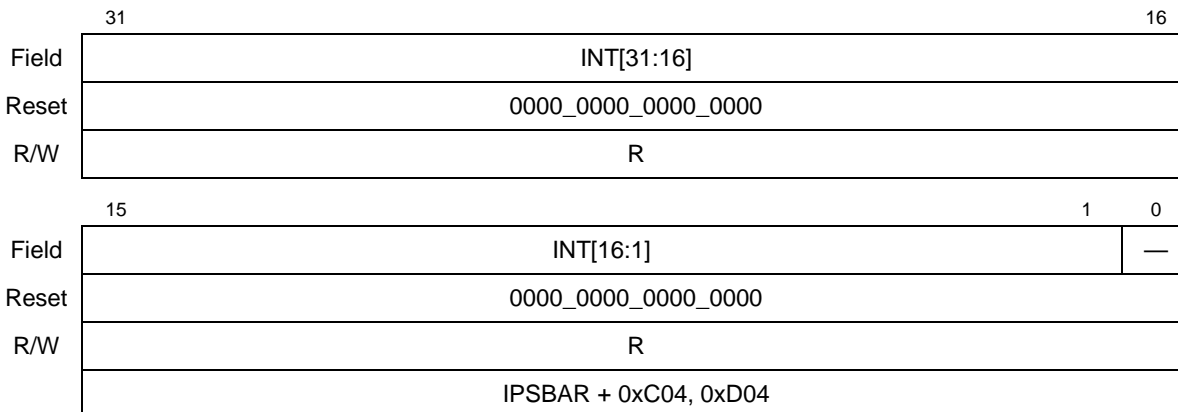 31 16
Field INT[31:16]
Reset 0000_0000_0000_0000
R/W R
15 1 0
Field INT[16:1] —
Reset 0000_0000_0000_0000
R/W R
IPSBAR + 0xC04, 0xD04